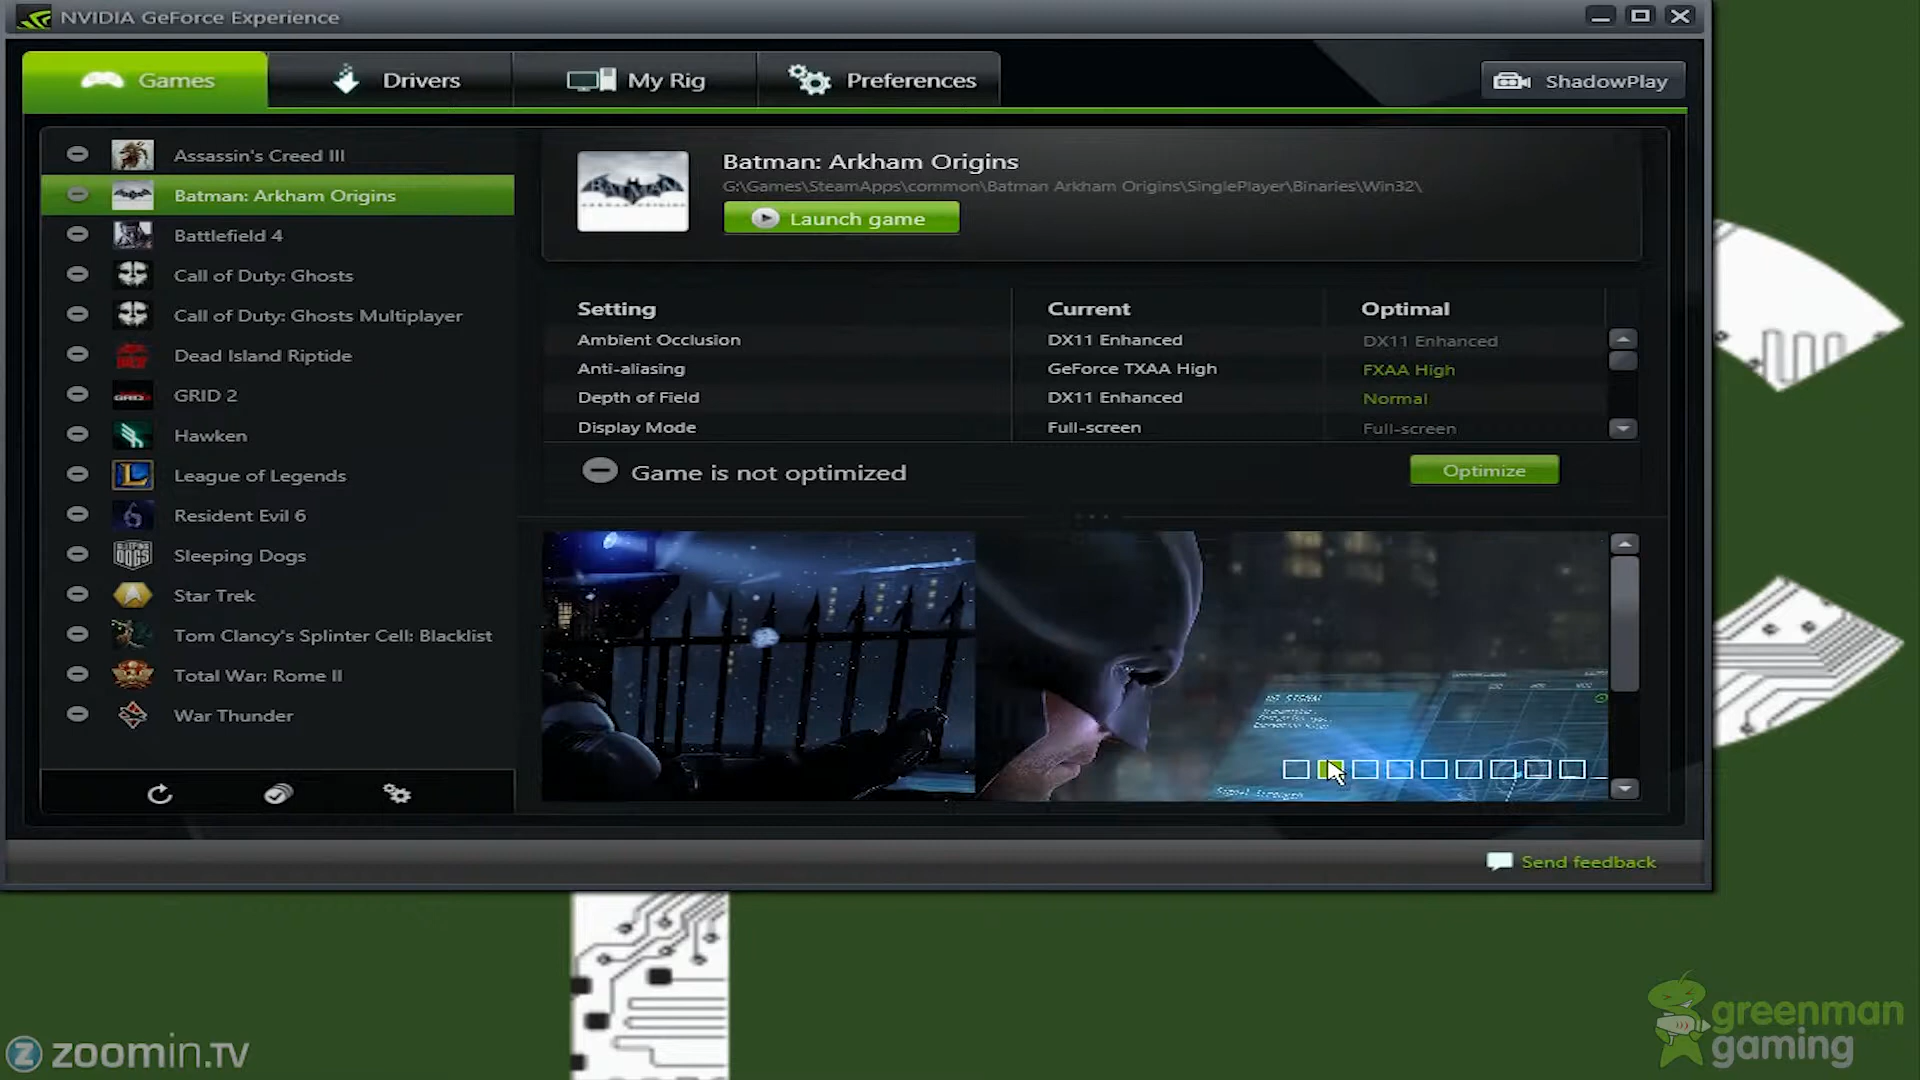 NVIDIA GeForce Experience
Games
Drivers
My Rig
Preferences
ShadowPlay
Assassin's Creed III
Batman: Arkham Origins
Battlefield 4
Call of Duty: Ghosts
Call of Duty: Ghosts Multiplayer
Dead Island Riptide
GRID 2
Hawken
League of Legends
Resident Evil 6
Sleeping Dogs
Star Trek
Tom Clancy's Splinter Cell: Blacklist
Total War: Rome II
War Thunder
Batman: Arkham Origins
G:\Games\SteamApps\common\Batman Arkham Origins\SinglePlayer\Binaries\Win32\
Launch game
Setting Current Optimal
Ambient Occlusion DX11 Enhanced DX11 Enhanced
Anti-aliasing GeForce TXAA High FXAA High
Depth of Field DX11 Enhanced Normal
Display Mode Full-screen Full-screen
Game is not optimized
Optimize
Signal Strength
Send feedback
zoomin.TV
greenman
gaming